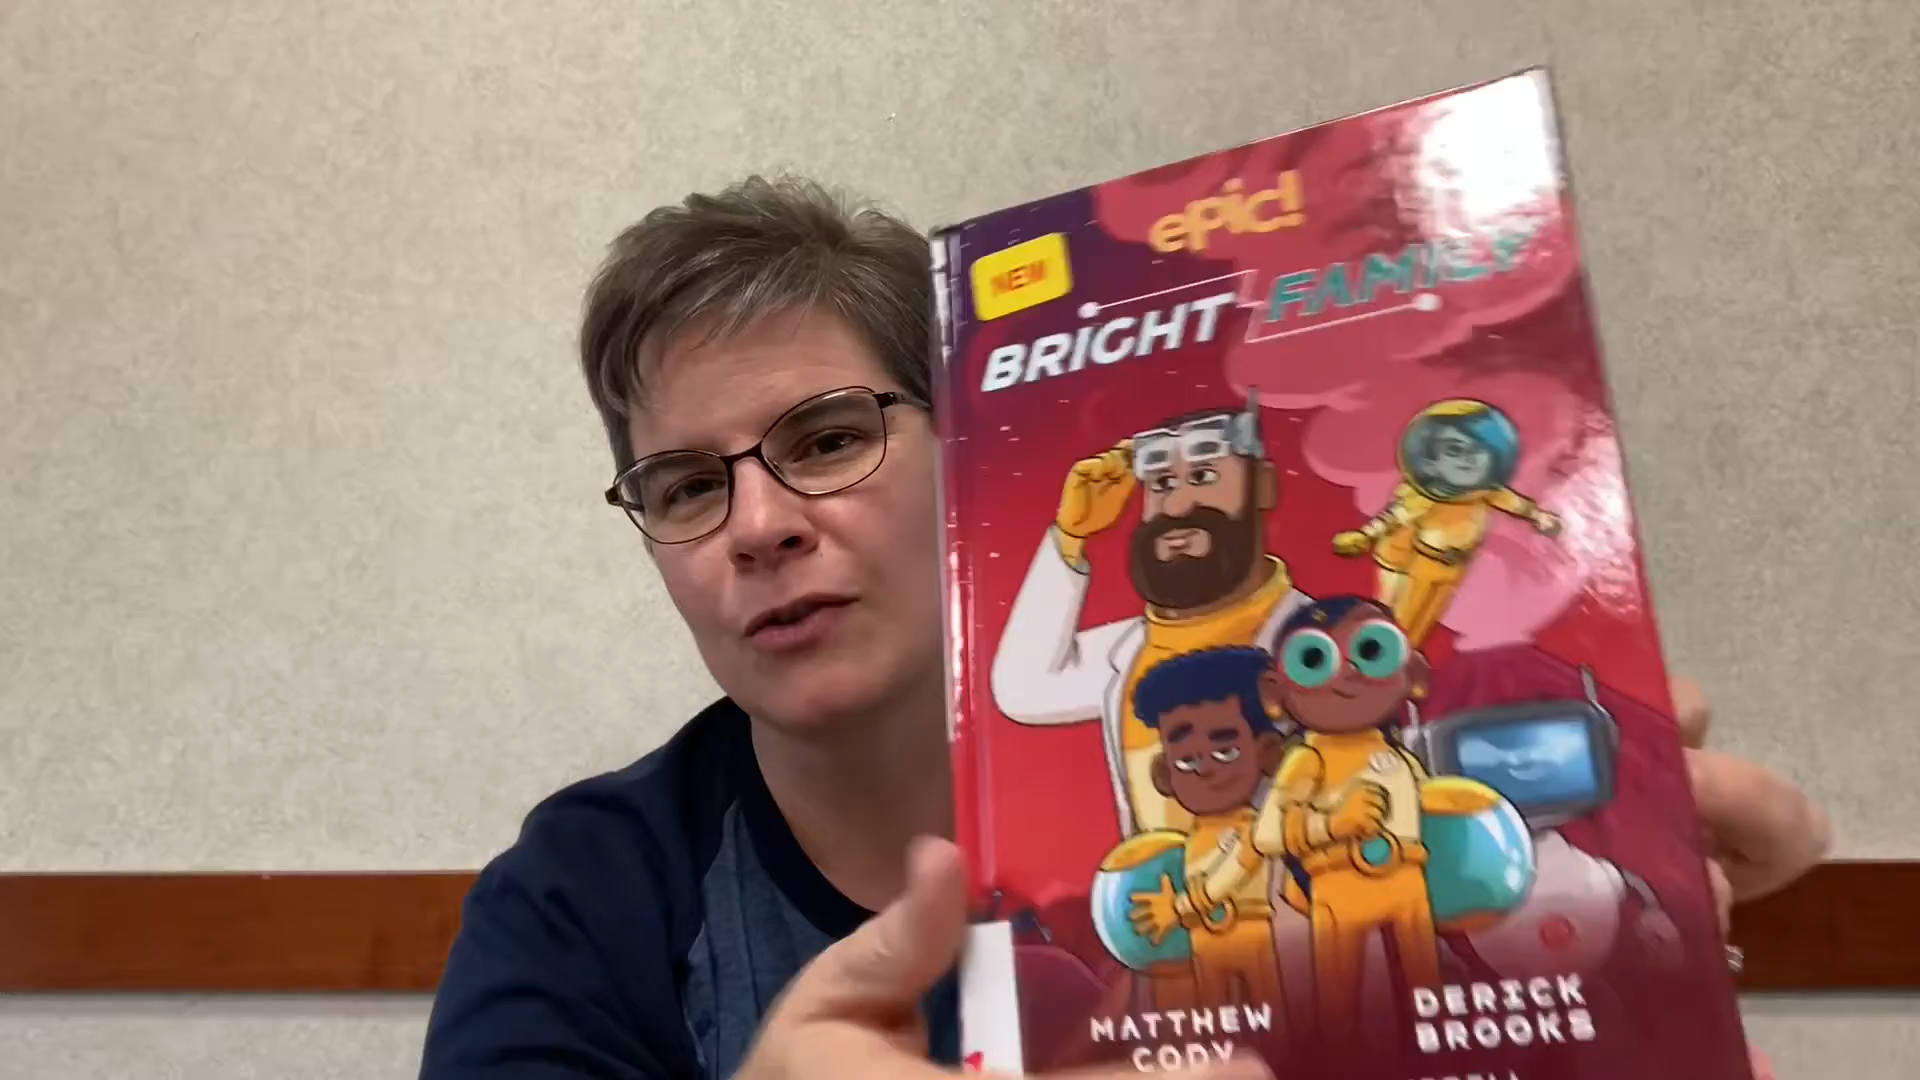 epic!
NEW
BRIGHT FAMILY
MATTHEW
CODY
DERICK
BROOKS